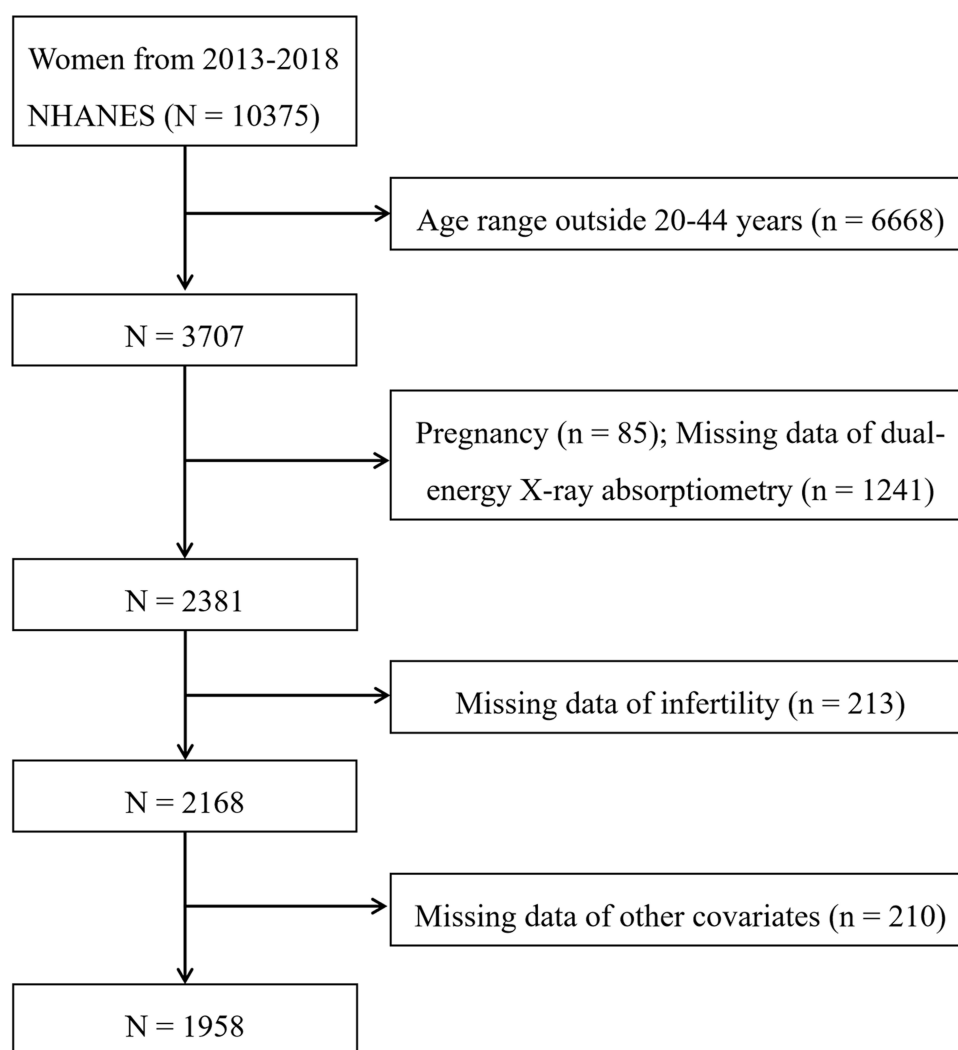 Women from 2013-2018
NHANES (N = 10375)
Age range outside 20-44 years (n = 6668)
N = 3707
Pregnancy (n = 85); Missing data of dual-
energy X-ray absorptiometry (n = 1241)
N = 2381
Missing data of infertility (n = 213)
N = 2168
Missing data of other covariates (n = 210)
N = 1958